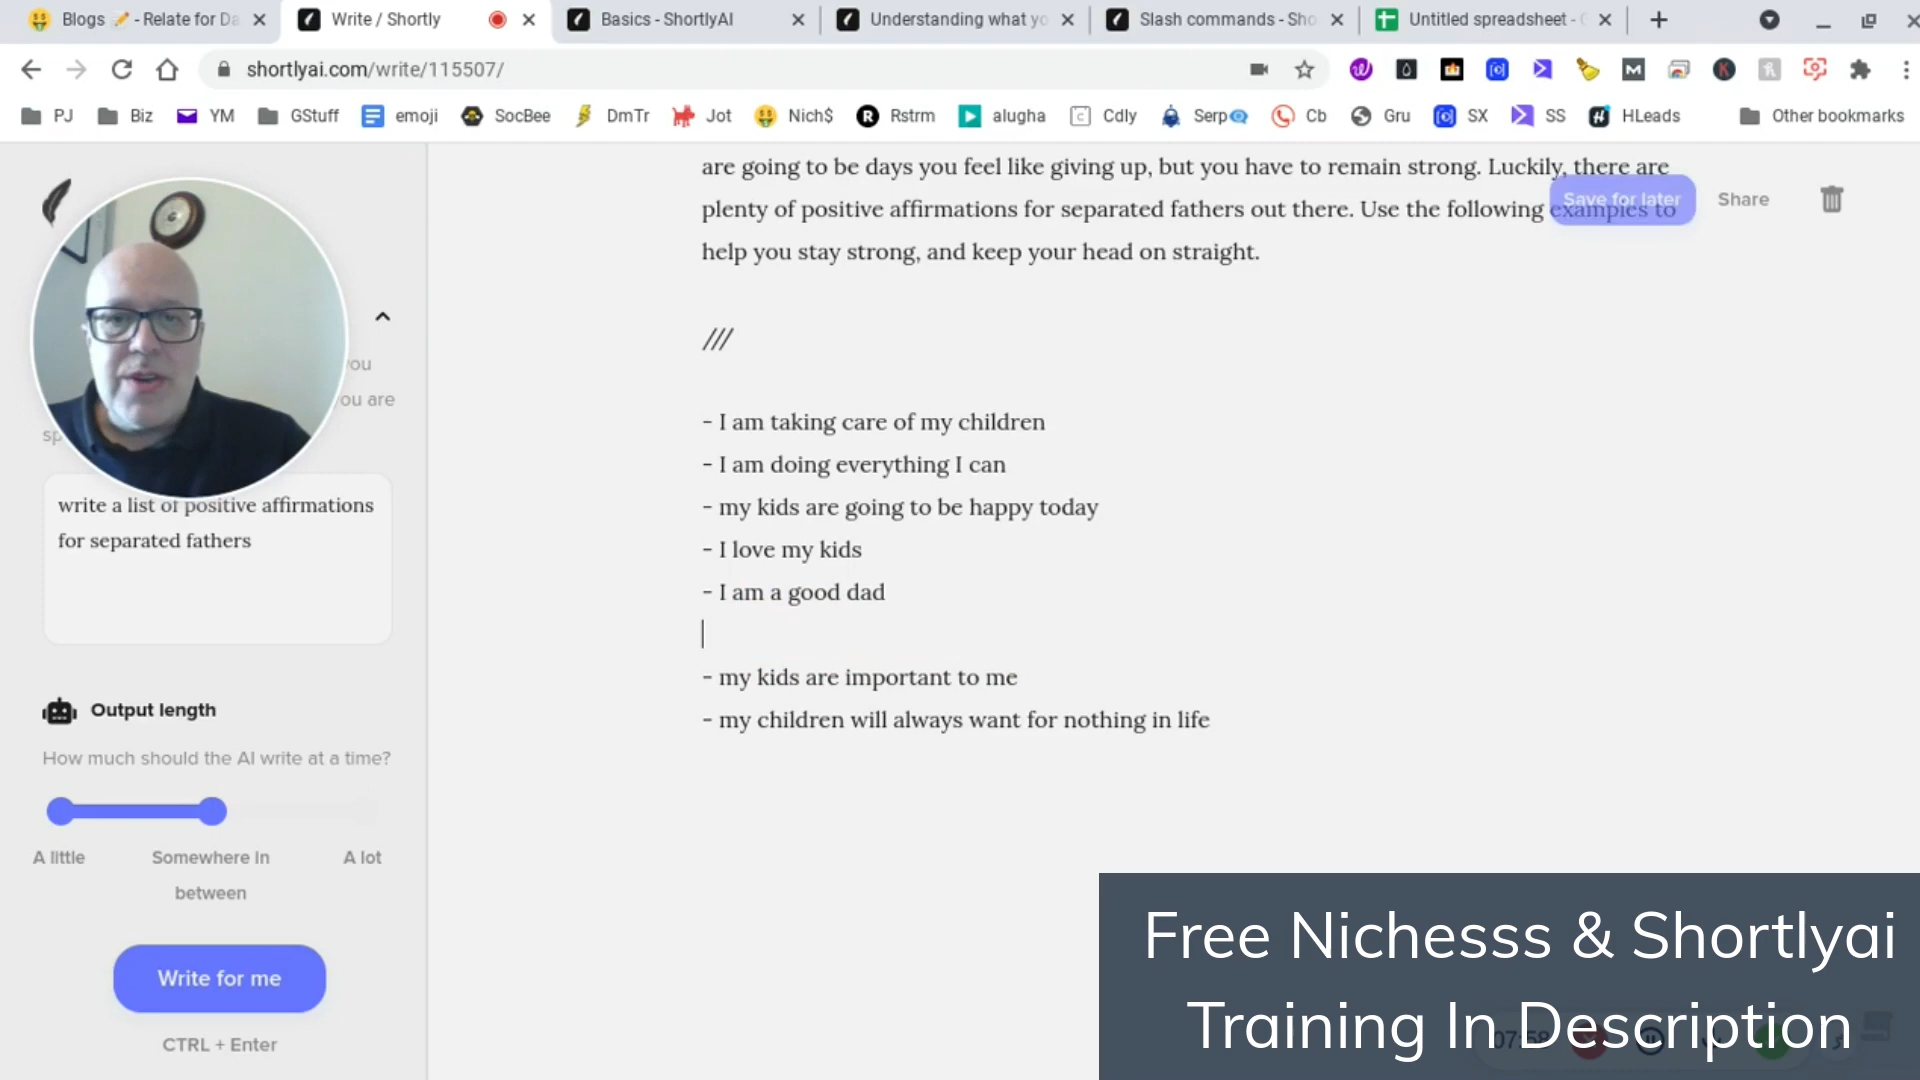 Blogs 📝 - Relate for Da
Write / Shortly
Basics - ShortlyAI
Understanding what yo
Slash commands - Sho
Untitled spreadsheet - G
shortlyai.com/write/115507/
PJ
Biz
YM
GStuff
emoji
SocBee
DmTr
Jot
Nich$
Rstrm
alugha
Cdly
Serp
Cb
Gru
SX
SS
HLeads
Other bookmarks
are going to be days you feel like giving up, but you have to remain strong. Luckily, there are
plenty of positive affirmations for separated fathers out there. Use the following examples to
help you stay strong, and keep your head on straight.
Save for later
Share
///
- I am taking care of my children
- I am doing everything I can
- my kids are going to be happy today
- I love my kids
- I am a good dad
- my kids are important to me
- my children will always want for nothing in life
you
ou are
sp
write a list of positive affirmations
for separated fathers
Output length
How much should the AI write at a time?
A little
Somewhere in
between
A lot
Write for me
CTRL + Enter
Free Nichesss & Shortlyai
Training In Description
07:58